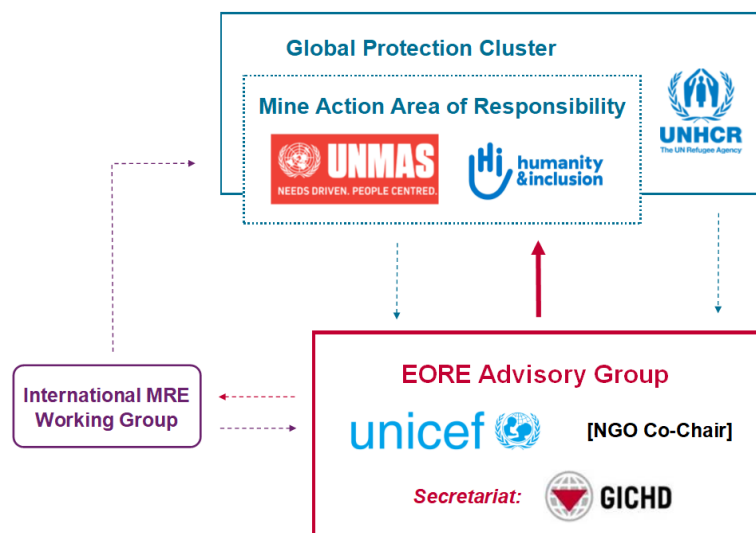 Global Protection Cluster
Mine Action Area of Responsibility
UNMAS
NEEDS DRIVEN. PEOPLE CENTRED.
Hi humanity
&inclusion
UNHCR
The UN Refugee Agency
International MRE
Working Group
EORE Advisory Group
unicef
[NGO Co-Chair]
Secretariat:
GICHD